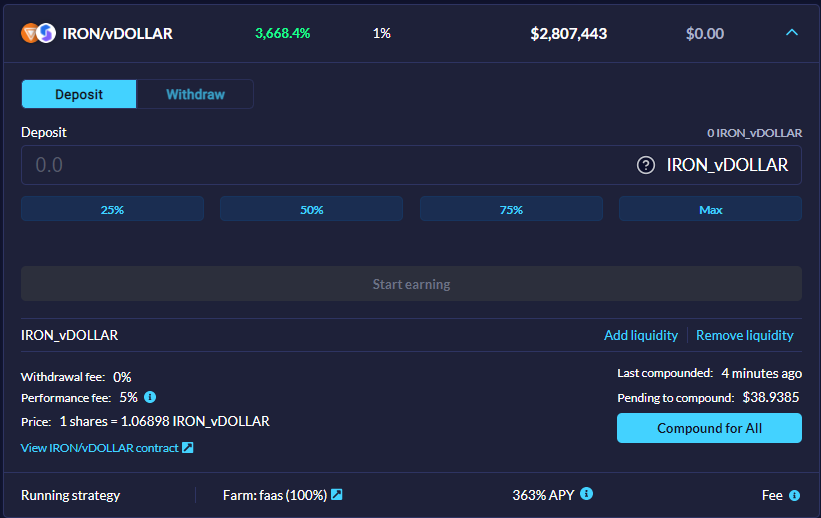 IRON/vDOLLAR 3,668.4% 1% $2,807,443 $0.00
Deposit Withdraw
Deposit 0 IRON_vDOLLAR
0.0 ? IRON_vDOLLAR
25% 50% 75% Max
Start earning
IRON_vDOLLAR Add liquidity Remove liquidity
Withdrawal fee: 0% Last compounded: 4 minutes ago
Performance fee: 5% i Pending to compound: $38.9385
Price: 1 shares = 1.06898 IRON_vDOLLAR Compound for All
View IRON/vDOLLAR contract
Running strategy Farm: faas (100%) 363% APY i Fee i